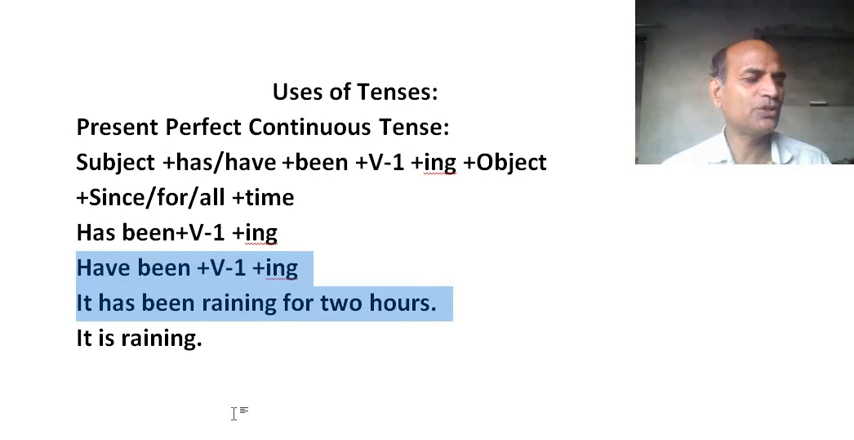 Uses of Tenses:
Present Perfect Continuous Tense:
Subject +has/have +been +V-1 +ing +Object
+Since/for/all +time
Has been+V-1 +ing
Have been +V-1 +ing
It has been raining for two hours.
It is raining.